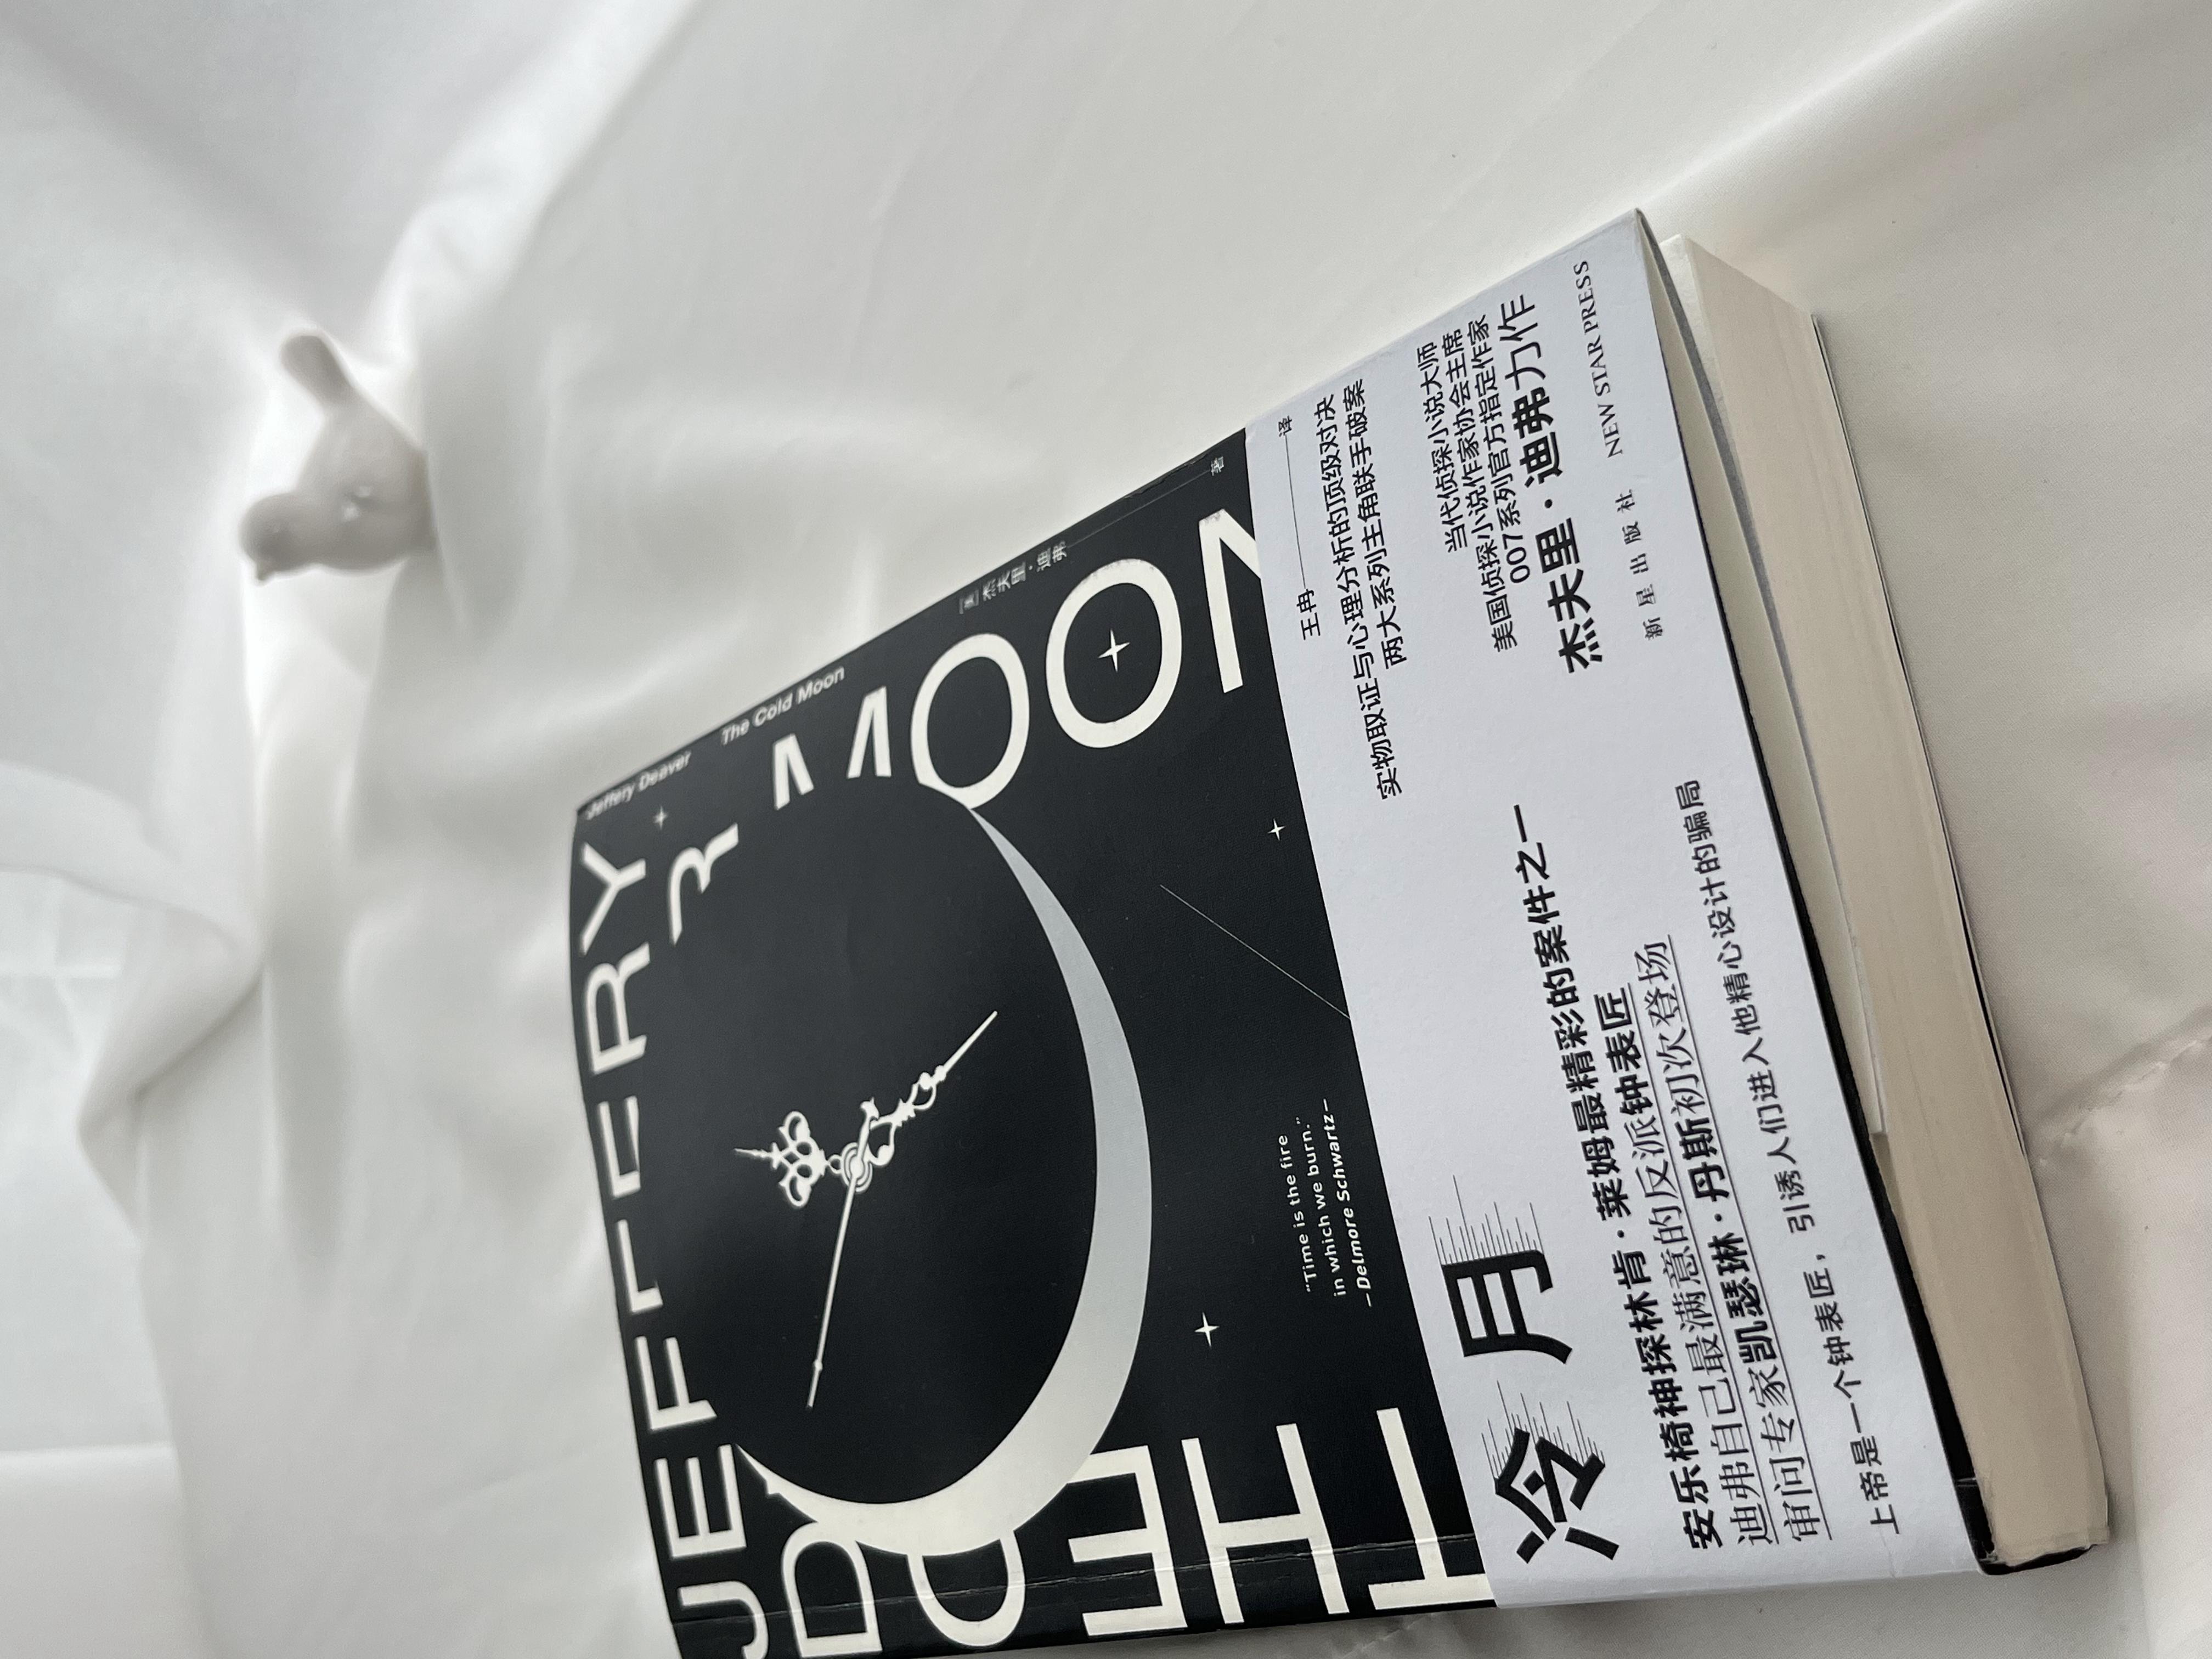 Jeffery Deaver
The Cold Moon
JEFFERY
MOON
[美]杰夫里·迪弗
著
THE
"Time is the fire
in which we burn."
—Delmore Schwartz—
王冉
译
实物取证与心理分析的顶级对决
两大系列主角联手破案
当代侦探小说大师
美国侦探小说作家协会主席
007系列官方指定作家
杰夫里·迪弗力作
新星出版社 NEW STAR PRESS
冷月
安乐椅神探林肯·莱姆最精彩的案件之一
迪弗自己最满意的反派钟表匠
审问专家凯瑟琳·丹斯初次登场
上帝是一个钟表匠，引诱人们进入他精心设计的骗局